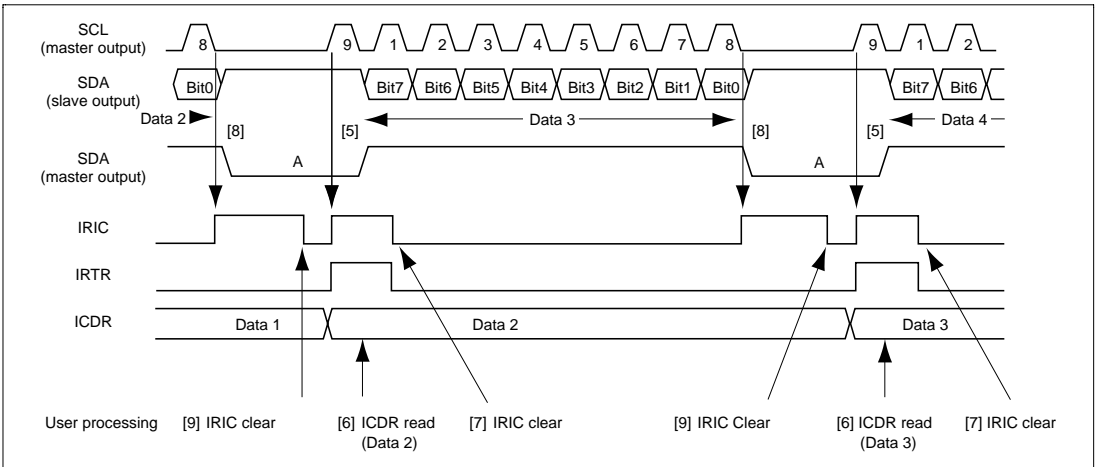 SCL
(master output)
8 9 1 2 3 4 5 6 7 8 9 1 2
SDA
(slave output)
Bit0 Bit7 Bit6 Bit5 Bit4 Bit3 Bit2 Bit1 Bit0 Bit7 Bit6
Data 2 [8] [5] Data 3 [8] [5] Data 4
SDA
(master output)
A A
IRIC
IRTR
ICDR Data 1 Data 2 Data 3
User processing [9] IRIC clear [6] ICDR read [7] IRIC clear [9] IRIC Clear [6] ICDR read [7] IRIC clear
(Data 2) (Data 3)